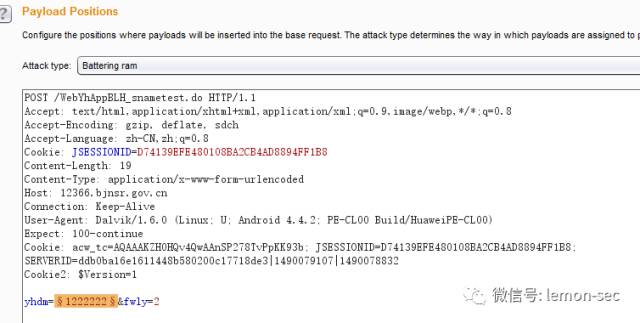 Payload Positions
Configure the positions where payloads will be inserted into the base request. The attack type determines the way in which payloads are assigned to p
Attack type: Battering ram
POST /WebYhAppBLH_snametest.do HTTP/1.1
Accept: text/html,application/xhtml+xml,application/xml;q=0.9,image/webp,*/*;q=0.8
Accept-Encoding: gzip, deflate, sdch
Accept-Language: zh-CN,zh;q=0.8
Cookie: JSESSIONID=D74139EFE480108BA2CB4AD8894FF1B8
Content-Length: 19
Content-Type: application/x-www-form-urlencoded
Host: 12366.bjnsr.gov.cn
Connection: Keep-Alive
User-Agent: Dalvik/1.6.0 (Linux; U; Android 4.4.2; PE-CL00 Build/HuaweiPE-CL00)
Expect: 100-continue
Cookie: acw_tc=AQAAAKZH0HQv4QwAAnSP278TvPpKK93b; JSESSIONID=D74139EFE480108BA2CB4AD8894FF1B8;
SERVERID=ddb0ba16e1611448b580200c17718de3|1490079107|1490078832
Cookie2: $Version=1
yhdm=§1222222§&fwly=2
微信号: lemon-sec